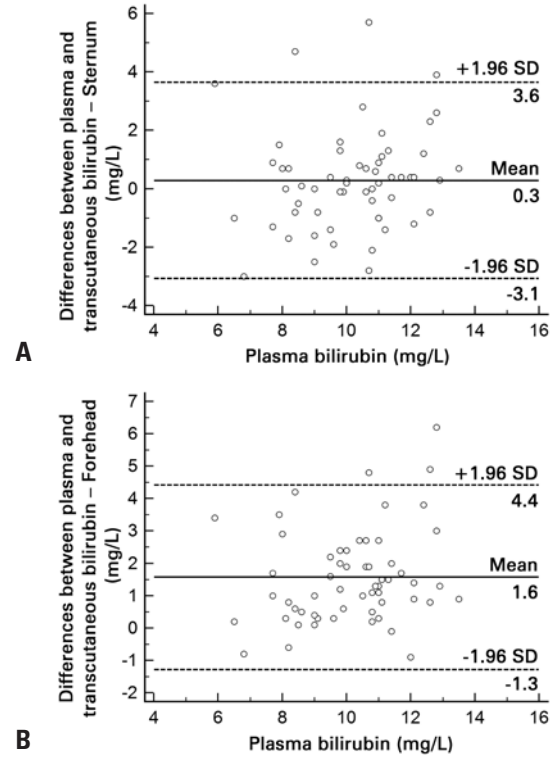 Differences between plasma and
transcutaneous bilirubin – Sternum
(mg/L)
6
4
2
0
-2
-4
+1.96 SD
3.6
Mean
0.3
-1.96 SD
-3.1
4
6
8
10
12
14
16
Plasma bilirubin (mg/L)
A
Differences between plasma and
transcutaneous bilirubin – Forehead
(mg/L)
7
6
5
4
3
2
1
0
-1
-2
+1.96 SD
4.4
Mean
1.6
-1.96 SD
-1.3
4
6
8
10
12
14
16
Plasma bilirubin (mg/L)
B